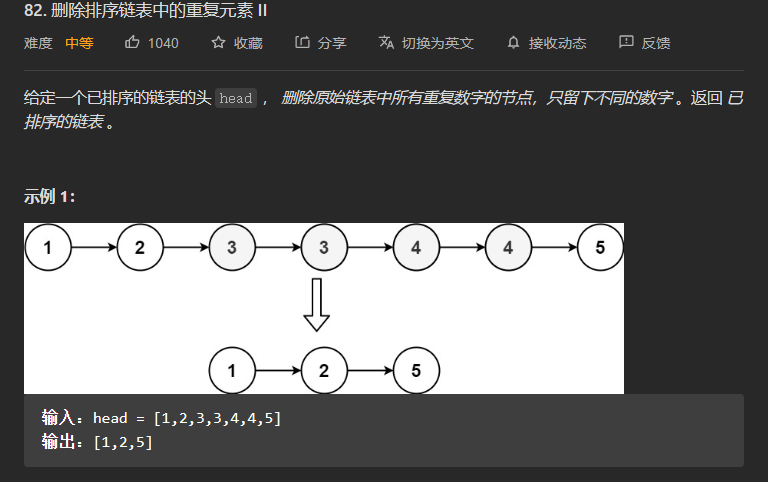 82. 删除排序链表中的重复元素 II
难度 中等 1040 收藏 分享 切换为英文 接收动态 反馈
给定一个已排序的链表的头 head ， 删除原始链表中所有重复数字的节点，只留下不同的数字 。返回 已
排序的链表 。
示例 1：
1 2 3 3 4 4 5
1 2 5
输入：head = [1,2,3,3,4,4,5]
输出：[1,2,5]